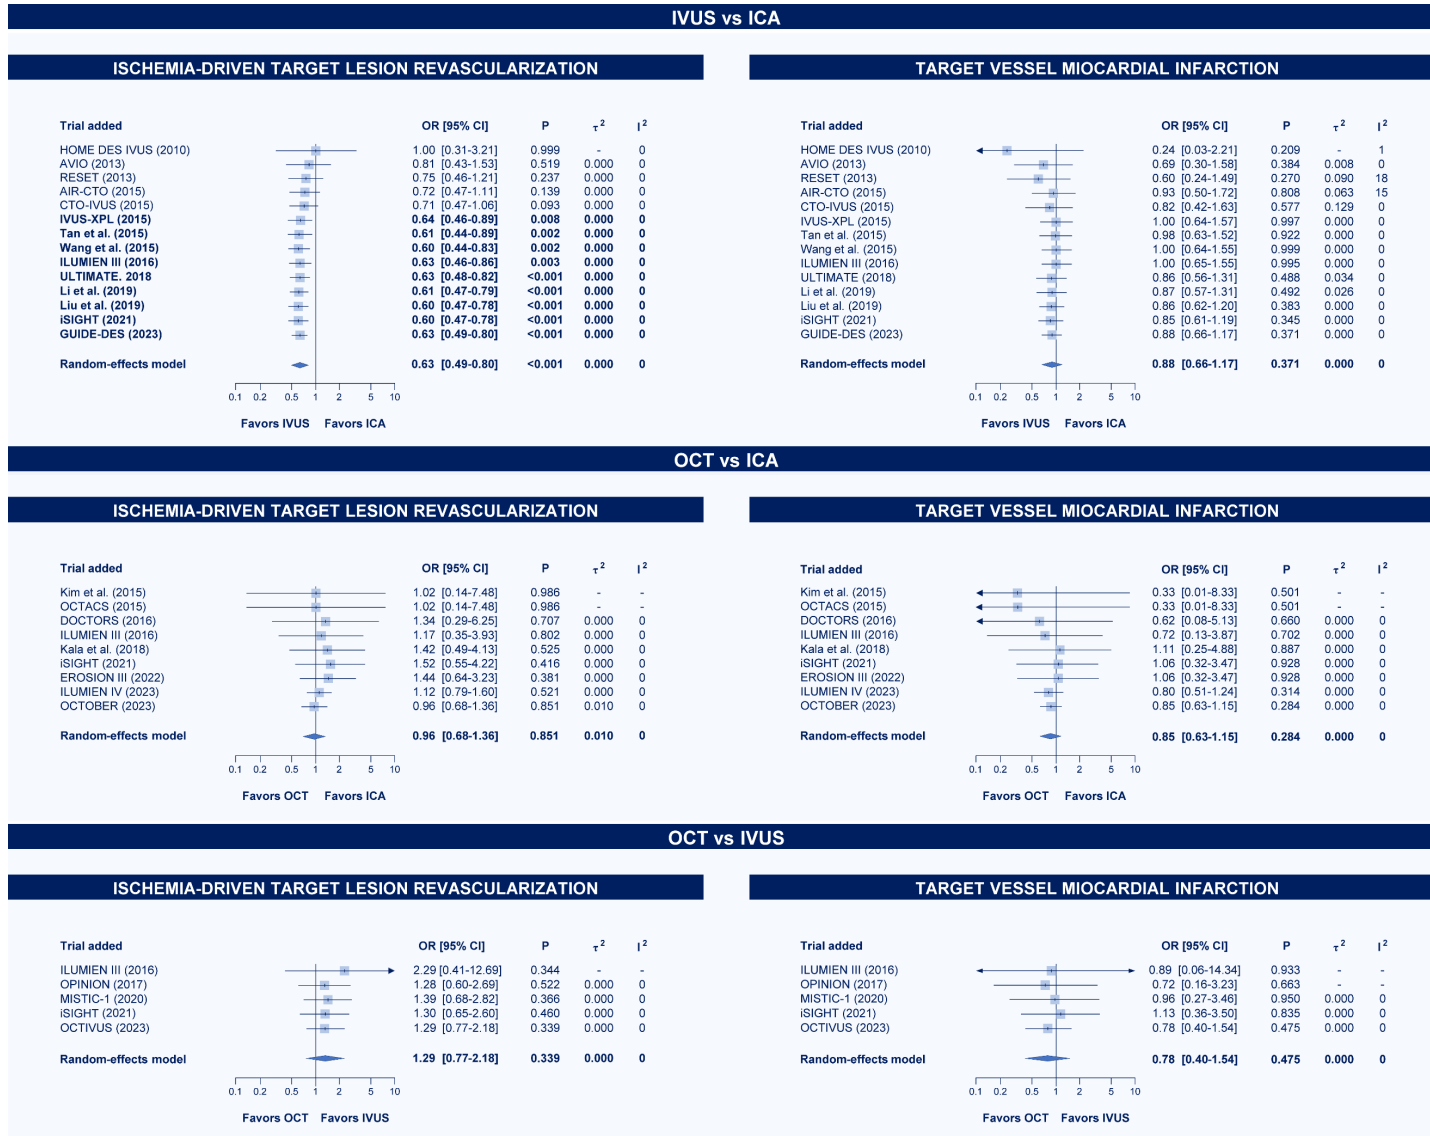 IVUS vs ICA
ISCHEMIA-DRIVEN TARGET LESION REVASCULARIZATION
Trial added OR [95% CI] P τ 2 I 2
HOME DES IVUS (2010) 1.00 [0.31-3.21] 0.999 - 0
AVIO (2013) 0.81 [0.43-1.53] 0.519 0.000 0
RESET (2013) 0.75 [0.46-1.21] 0.237 0.000 0
AIR-CTO (2015) 0.72 [0.47-1.11] 0.139 0.000 0
CTO-IVUS (2015) 0.71 [0.47-1.06] 0.093 0.000 0
IVUS-XPL (2015) 0.64 [0.46-0.89] 0.008 0.000 0
Tan et al. (2015) 0.61 [0.44-0.89] 0.002 0.000 0
Wang et al. (2015) 0.60 [0.44-0.83] 0.002 0.000 0
ILUMIEN III (2016) 0.63 [0.46-0.86] 0.003 0.000 0
ULTIMATE. 2018 0.63 [0.48-0.82] <0.001 0.000 0
Li et al. (2019) 0.61 [0.47-0.79] <0.001 0.000 0
Liu et al. (2019) 0.60 [0.47-0.78] <0.001 0.000 0
iSIGHT (2021) 0.60 [0.47-0.78] <0.001 0.000 0
GUIDE-DES (2023) 0.63 [0.49-0.80] <0.001 0.000 0
Random-effects model 0.63 [0.49-0.80] <0.001 0.000 0
0.1 0.2 0.5 1 2 5 10
Favors IVUS Favors ICA
TARGET VESSEL MIOCARDIAL INFARCTION
Trial added OR [95% CI] P τ 2 I 2
HOME DES IVUS (2010) 0.24 [0.03-2.21] 0.209 - 1
AVIO (2013) 0.69 [0.30-1.58] 0.384 0.008 0
RESET (2013) 0.60 [0.24-1.49] 0.270 0.090 18
AIR-CTO (2015) 0.93 [0.50-1.72] 0.808 0.063 15
CTO-IVUS (2015) 0.82 [0.42-1.63] 0.577 0.129 0
IVUS-XPL (2015) 1.00 [0.64-1.57] 0.997 0.000 0
Tan et al. (2015) 0.98 [0.63-1.52] 0.922 0.000 0
Wang et al. (2015) 1.00 [0.64-1.55] 0.999 0.000 0
ILUMIEN III (2016) 1.00 [0.65-1.55] 0.995 0.000 0
ULTIMATE (2018) 0.86 [0.56-1.31] 0.488 0.034 0
Li et al. (2019) 0.87 [0.57-1.31] 0.492 0.026 0
Liu et al. (2019) 0.86 [0.62-1.20] 0.383 0.000 0
iSIGHT (2021) 0.85 [0.61-1.19] 0.345 0.000 0
GUIDE-DES (2023) 0.88 [0.66-1.17] 0.371 0.000 0
Random-effects model 0.88 [0.66-1.17] 0.371 0.000 0
0.1 0.2 0.5 1 2 5 10
Favors IVUS Favors ICA
OCT vs ICA
ISCHEMIA-DRIVEN TARGET LESION REVASCULARIZATION
Trial added OR [95% CI] P τ 2 I 2
Kim et al. (2015) 1.02 [0.14-7.48] 0.986 - -
OCTACS (2015) 1.02 [0.14-7.48] 0.986 - -
DOCTORS (2016) 1.34 [0.29-6.25] 0.707 0.000 0
ILUMIEN III (2016) 1.17 [0.35-3.93] 0.802 0.000 0
Kala et al. (2018) 1.42 [0.49-4.13] 0.525 0.000 0
iSIGHT (2021) 1.52 [0.55-4.22] 0.416 0.000 0
EROSION III (2022) 1.44 [0.64-3.23] 0.381 0.000 0
ILUMIEN IV (2023) 1.12 [0.79-1.60] 0.521 0.000 0
OCTOBER (2023) 0.96 [0.68-1.36] 0.851 0.010 0
Random-effects model 0.96 [0.68-1.36] 0.851 0.010 0
0.1 0.2 0.5 1 2 5 10
Favors OCT Favors ICA
TARGET VESSEL MIOCARDIAL INFARCTION
Trial added OR [95% CI] P τ 2 I 2
Kim et al. (2015) 0.33 [0.01-8.33] 0.501 - -
OCTACS (2015) 0.33 [0.01-8.33] 0.501 - -
DOCTORS (2016) 0.62 [0.08-5.13] 0.660 0.000 0
ILUMIEN III (2016) 0.72 [0.13-3.87] 0.702 0.000 0
Kala et al. (2018) 1.11 [0.25-4.88] 0.887 0.000 0
iSIGHT (2021) 1.06 [0.32-3.47] 0.928 0.000 0
EROSION III (2022) 1.06 [0.32-3.47] 0.928 0.000 0
ILUMIEN IV (2023) 0.80 [0.51-1.24] 0.314 0.000 0
OCTOBER (2023) 0.85 [0.63-1.15] 0.284 0.000 0
Random-effects model 0.85 [0.63-1.15] 0.284 0.000 0
0.1 0.2 0.5 1 2 5 10
Favors OCT Favors ICA
OCT vs IVUS
ISCHEMIA-DRIVEN TARGET LESION REVASCULARIZATION
Trial added OR [95% CI] P τ 2 I 2
ILUMIEN III (2016) 2.29 [0.41-12.69] 0.344 - -
OPINION (2017) 1.28 [0.60-2.69] 0.522 0.000 0
MISTIC-1 (2020) 1.39 [0.68-2.82] 0.366 0.000 0
iSIGHT (2021) 1.30 [0.65-2.60] 0.460 0.000 0
OCTIVUS (2023) 1.29 [0.77-2.18] 0.339 0.000 0
Random-effects model 1.29 [0.77-2.18] 0.339 0.000 0
0.1 0.2 0.5 1 2 5 10
Favors OCT Favors IVUS
TARGET VESSEL MIOCARDIAL INFARCTION
Trial added OR [95% CI] P τ 2 I 2
ILUMIEN III (2016) 0.89 [0.06-14.34] 0.933 - -
OPINION (2017) 0.72 [0.16-3.23] 0.663 - -
MISTIC-1 (2020) 0.96 [0.27-3.46] 0.950 0.000 0
iSIGHT (2021) 1.13 [0.36-3.50] 0.835 0.000 0
OCTIVUS (2023) 0.78 [0.40-1.54] 0.475 0.000 0
Random-effects model 0.78 [0.40-1.54] 0.475 0.000 0
0.1 0.2 0.5 1 2 5 10
Favors OCT Favors IVUS